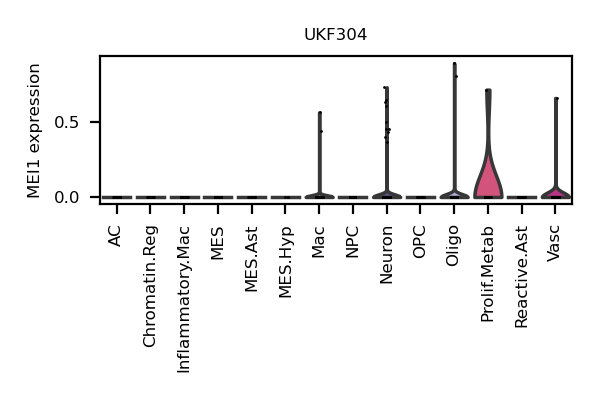 UKF304
MEI1 expression
0.5
0.0
AC
Chromatin.Reg
Inflammatory.Mac
MES
MES.Ast
MES.Hyp
Mac
NPC
Neuron
OPC
Oligo
Prolif.Metab
Reactive.Ast
Vasc